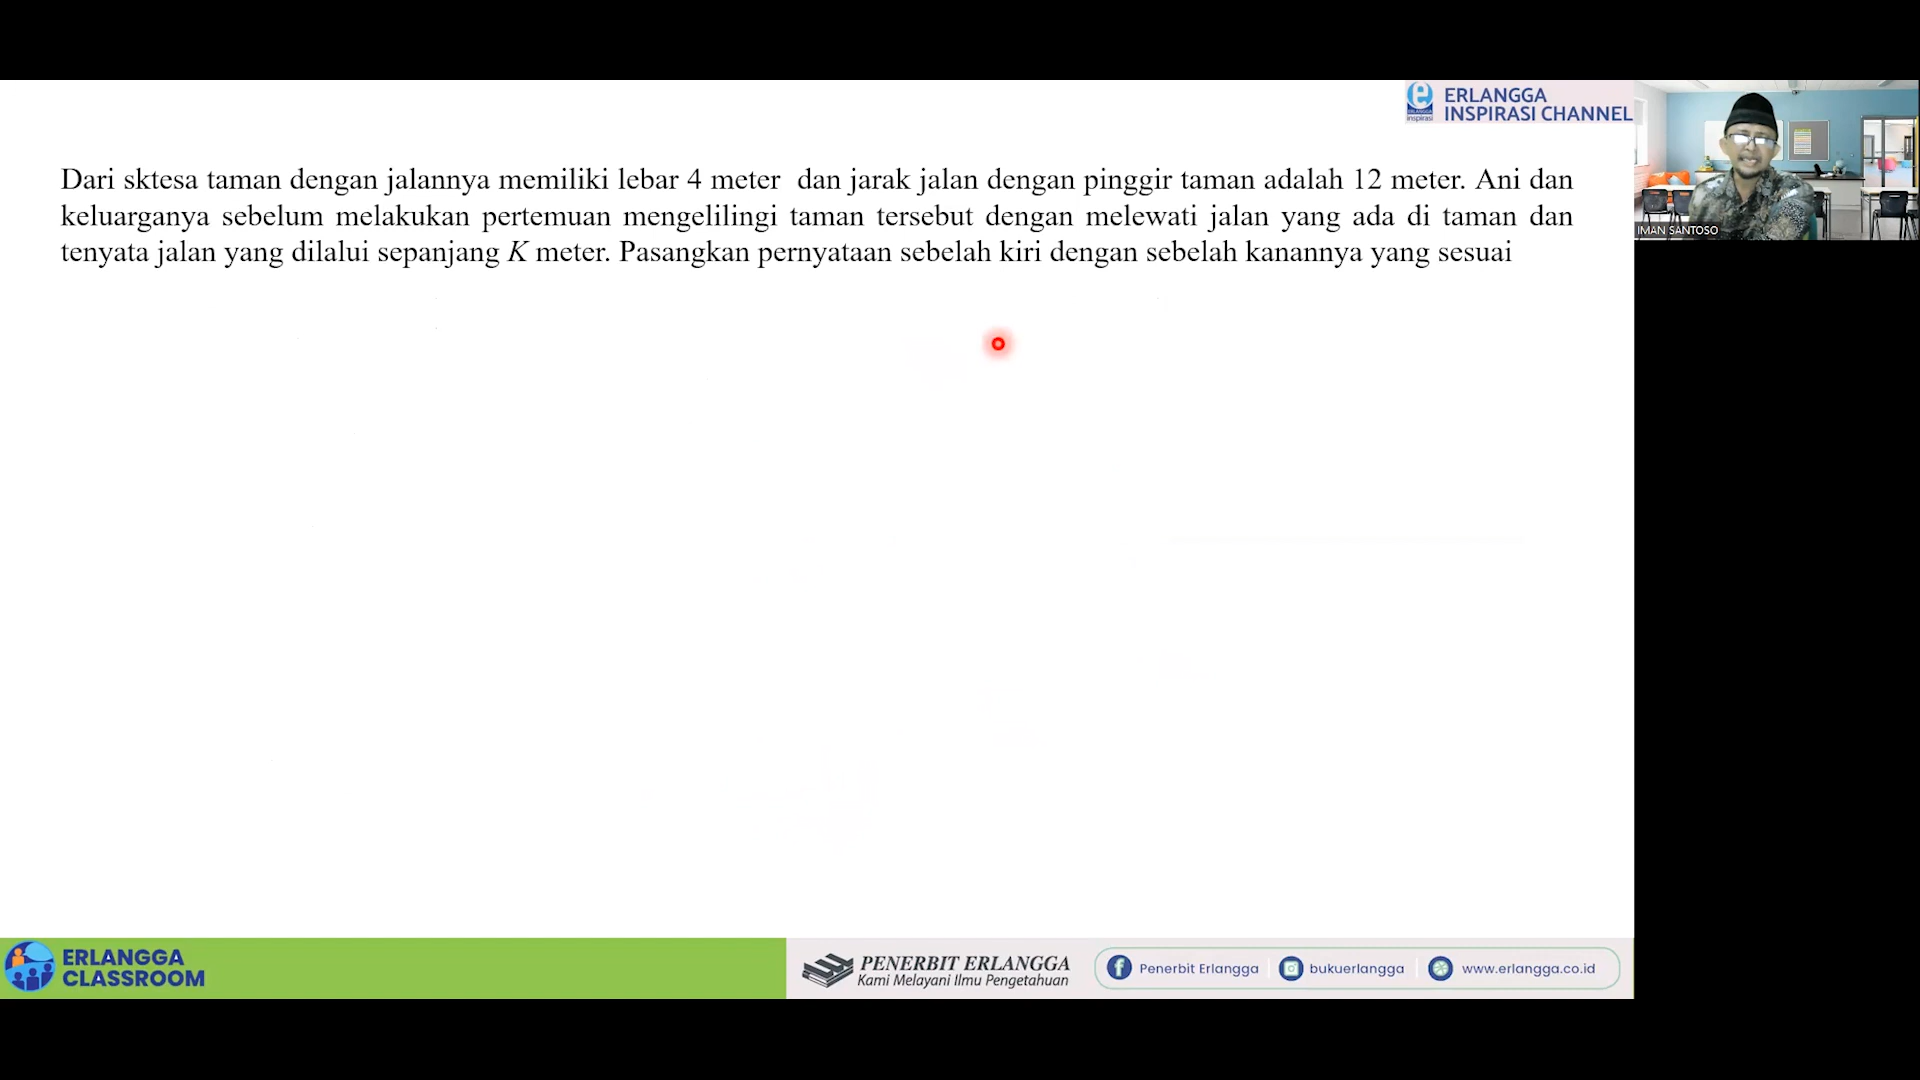 ERLANGGA
INSPIRASI CHANNEL
Dari sktesa taman dengan jalannya memiliki lebar 4 meter dan jarak jalan dengan pinggir taman adalah 12 meter. Ani dan
keluarganya sebelum melakukan pertemuan mengelilingi taman tersebut dengan melewati jalan yang ada di taman dan
tenyata jalan yang dilalui sepanjang K meter. Pasangkan pernyataan sebelah kiri dengan sebelah kanannya yang sesuai
IMAN SANTOSO
ERLANGGA
CLASSROOM
PENERBIT ERLANGGA
Kami Melayani Ilmu Pengetahuan
Penerbit Erlangga
bukuerlangga
www.erlangga.co.id